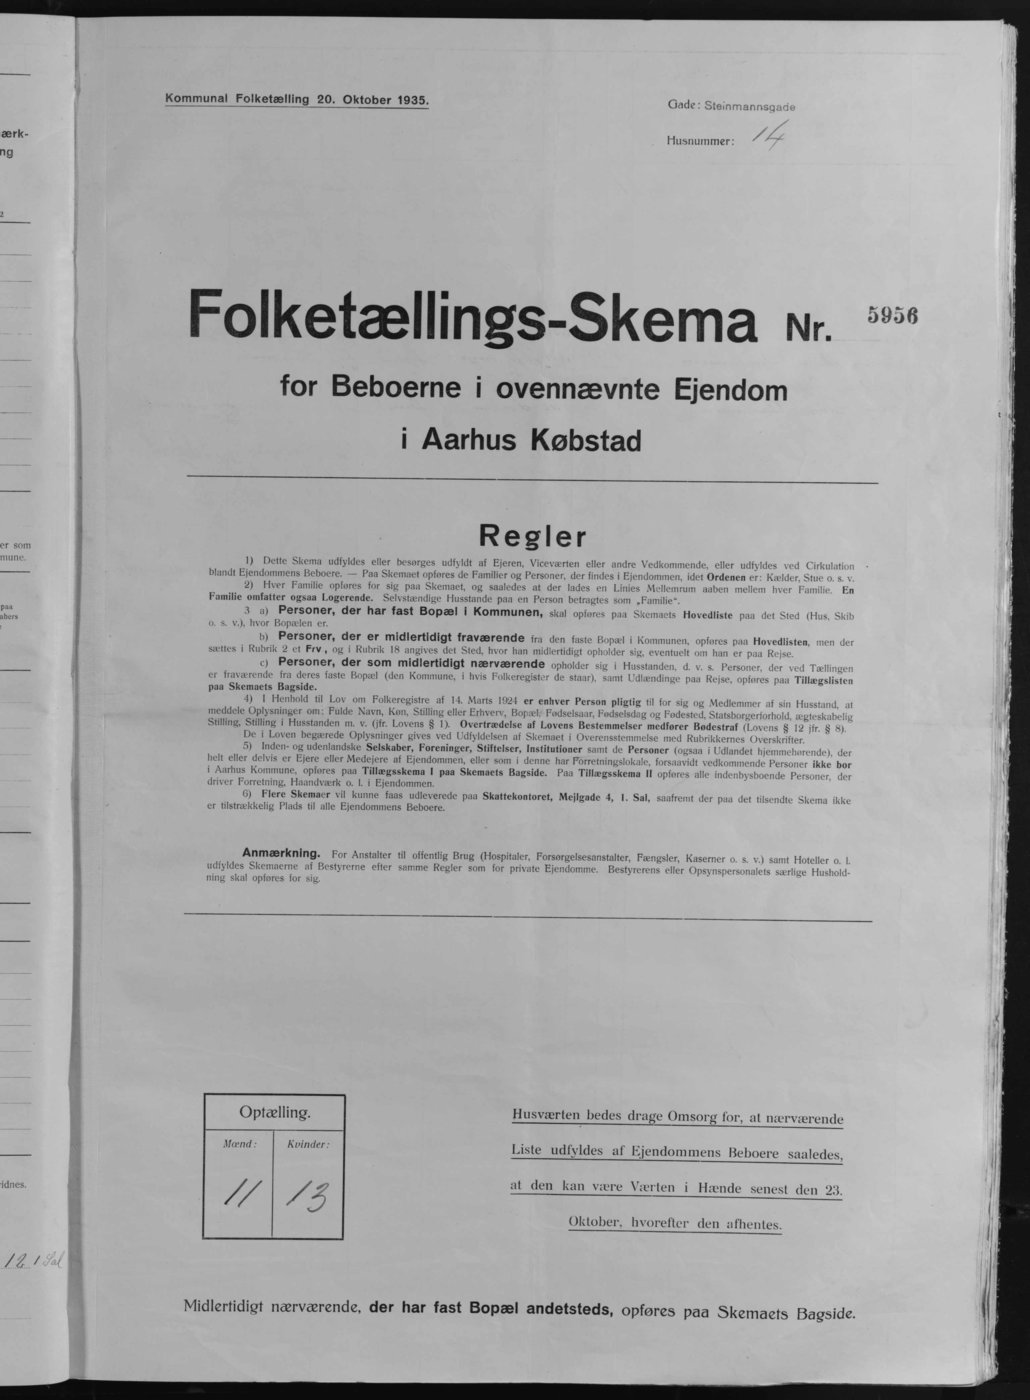 Kommunal Folketælling 20. Oktober 1935.
Gade: Steinmannsgade
Husnummer: 14
Folketællings-Skema Nr. 5956
for Beboerne i ovennævnte Ejendom
i Aarhus Købstad
Regler
1) Dette Skema udfyldes eller besørges udfyldt af Ejeren, Viceværten eller andre Vedkommende, eller udfyldes ved Cirkulation
blandt Ejendommens Beboere. — Paa Skemaet opføres de Familier og Personer, der findes i Ejendommen, idet Ordenen er: Kælder, Stue o. s. v.
2) Hver Familie opføres for sig paa Skemaet, og saaledes at der lades en Linies Mellemrum aaben mellem hver Familie. En
Familie omfatter ogsaa Logerende. Selvstændige Husstande paa en Person betragtes som „Familie“.
3 a) Personer, der har fast Bopæl i Kommunen, skal opføres paa Skemaets Hovedliste paa det Sted (Hus, Skib
o. s. v.), hvor Bopælen er.
b) Personer, der er midlertidigt fraværende fra den faste Bopæl i Kommunen, opføres paa Hovedlisten, men der
sættes i Rubrik 2 et Frv., og i Rubrik 18 angives det Sted, hvor han midlertidigt opholder sig, eventuelt om han er paa Rejse.
c) Personer, der som midlertidigt nærværende opholder sig i Husstanden, d. v. s. Personer, der ved Tællingen
er fraværende fra deres faste Bopæl (den Kommune, i hvis Folkeregister de staar), samt Udlændinge paa Rejse, opføres paa Tillægslisten
paa Skemaets Bagside.
4) I Henhold til Lov om Folkeregistre af 14. Marts 1924 er enhver Person pligtig til for sig og Medlemmer af sin Husstand, at
meddele Oplysninger om: Fulde Navn, Køn, Stilling eller Erhverv, Bopæl, Fødselsaar, Fødselsdag og Fødested, Statsborgerforhold, ægteskabelig
Stilling, Stilling i Husstanden m. v. (jfr. Lovens § 1). Overtrædelse af Lovens Bestemmelser medfører Bødestraf (Lovens § 12 jfr. § 8).
De i Loven begærede Oplysninger gives ved Udfyldelsen af Skemaet i Overensstemmelse med Rubrikkernes Overskrifter.
5) Inden- og udenlandske Selskaber, Foreninger, Stiftelser, Institutioner samt de Personer (ogsaa i Udlandet hjemmehørende), der
helt eller delvis er Ejere eller Medejere af Ejendommen, eller som i denne har Forretningslokale, forsaavidt vedkommende Personer ikke bor
i Aarhus Kommune, opføres paa Tillægsskema I paa Skemaets Bagside. Paa Tillægsskema II opføres alle indenbysboende Personer, der
driver Forretning, Haandværk o. l. i Ejendommen.
6) Flere Skemaer vil kunne faas udleverede paa Skattekontoret, Mejlgade 4, 1. Sal, saafremt der paa det tilsendte Skema ikke
er tilstrækkelig Plads til alle Ejendommens Beboere.
Anmærkning. For Anstalter til offentlig Brug (Hospitaler, Forsørgelsesanstalter, Fængsler, Kaserner o. s. v.) samt Hoteller o. l.
udfyldes Skemaerne af Bestyrerne efter samme Regler som for private Ejendomme. Bestyrerens eller Opsynspersonalets særlige Hushold-
ning skal opføres for sig.
Optælling.
Mænd: Kvinder:
11 13
Husværten bedes drage Omsorg for, at nærværende
Liste udfyldes af Ejendommens Beboere saaledes,
at den kan være Værten i Hænde senest den 23.
Oktober, hvorefter den afhentes.
Midlertidigt nærværende, der har fast Bopæl andetsteds, opføres paa Skemaets Bagside.
ærk-
ng
2
er som
mune.
paa
abers
idnes.
12 1 Sal